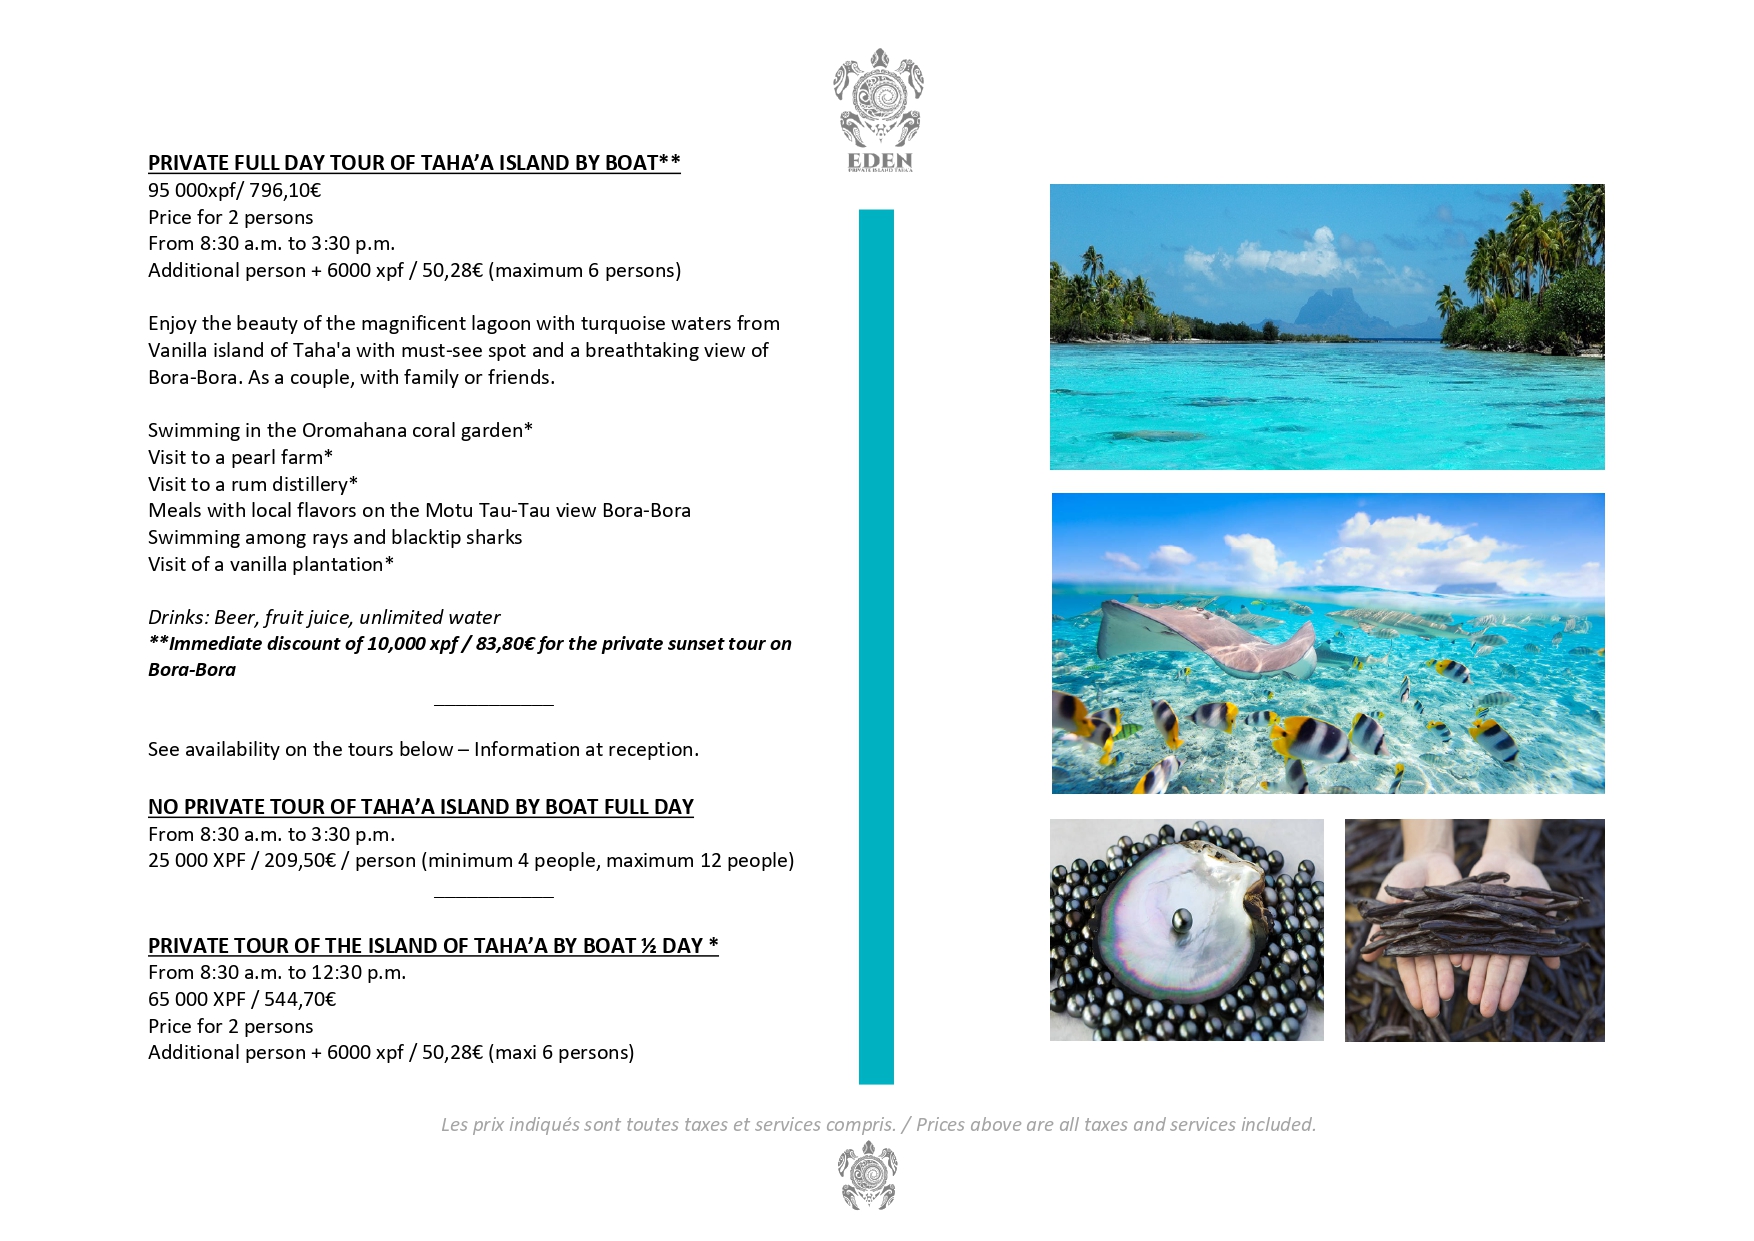 EDEN
PRIVATE ISLAND TAHA'A
PRIVATE FULL DAY TOUR OF TAHA’A ISLAND BY BOAT**
95 000xpf/ 796,10€
Price for 2 persons
From 8:30 a.m. to 3:30 p.m.
Additional person + 6000 xpf / 50,28€ (maximum 6 persons)
Enjoy the beauty of the magnificent lagoon with turquoise waters from
Vanilla island of Taha'a with must-see spot and a breathtaking view of
Bora-Bora. As a couple, with family or friends.
Swimming in the Oromahana coral garden*
Visit to a pearl farm*
Visit to a rum distillery*
Meals with local flavors on the Motu Tau-Tau view Bora-Bora
Swimming among rays and blacktip sharks
Visit of a vanilla plantation*
Drinks: Beer, fruit juice, unlimited water
**Immediate discount of 10,000 xpf / 83,80€ for the private sunset tour on
Bora-Bora
See availability on the tours below – Information at reception.
NO PRIVATE TOUR OF TAHA’A ISLAND BY BOAT FULL DAY
From 8:30 a.m. to 3:30 p.m.
25 000 XPF / 209,50€ / person (minimum 4 people, maximum 12 people)
PRIVATE TOUR OF THE ISLAND OF TAHA’A BY BOAT ½ DAY *
From 8:30 a.m. to 12:30 p.m.
65 000 XPF / 544,70€
Price for 2 persons
Additional person + 6000 xpf / 50,28€ (maxi 6 persons)
Les prix indiqués sont toutes taxes et services compris. / Prices above are all taxes and services included.